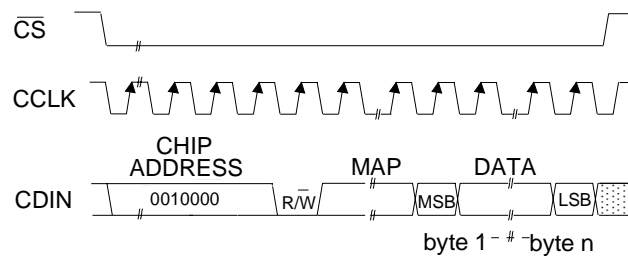 CS
CCLK
CHIP
ADDRESS
MAP
DATA
CDIN
0010000
R/W
MSB
LSB
byte 1
byte n